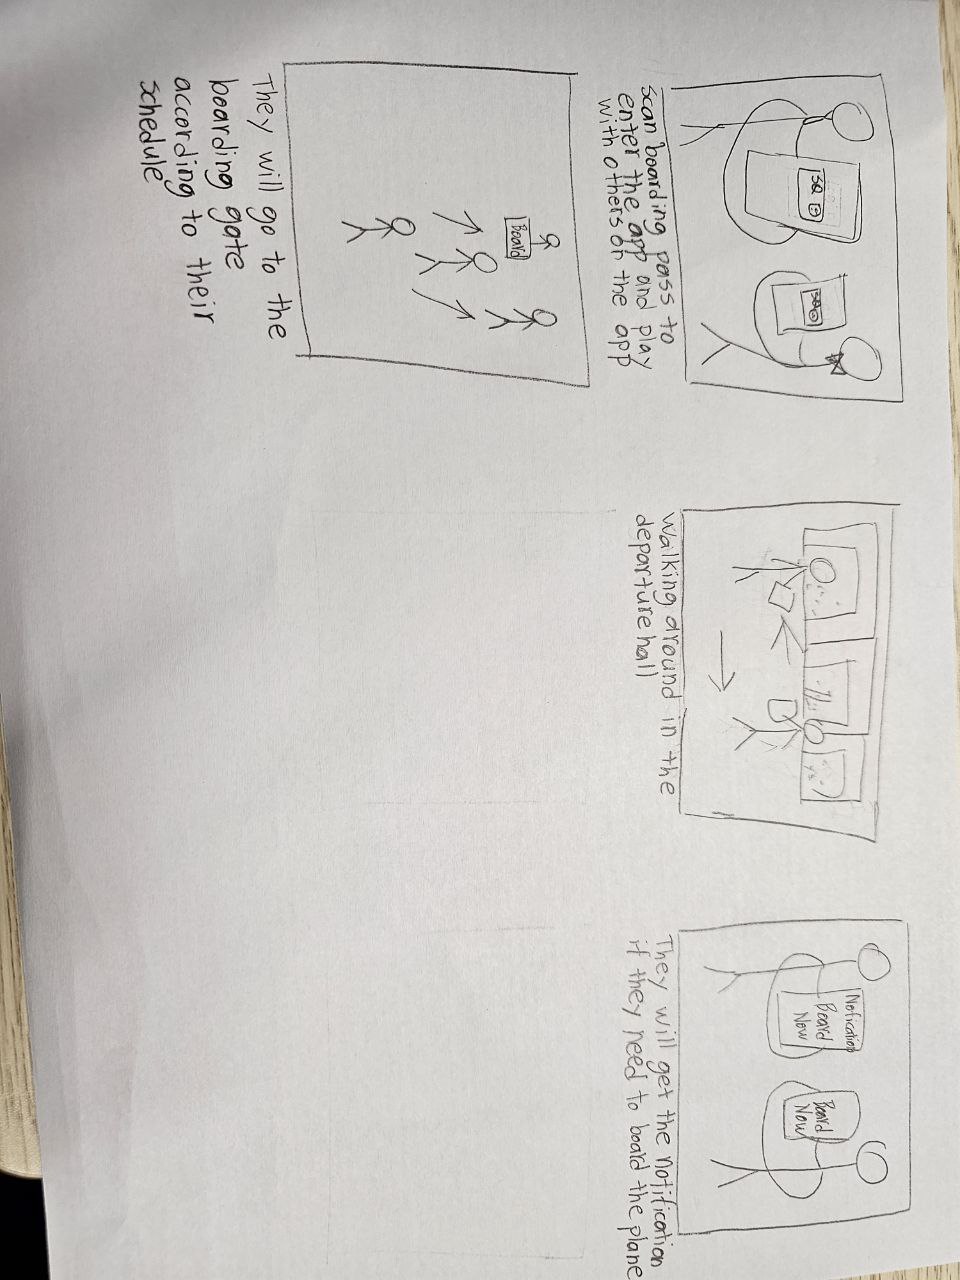 SQ
SQ
scan boarding pass to
enter the app and play
with others on the app
Walking around in the
departure hall
Notification
Board
Now
Board
Now
They will get the notification
if they need to board the plane
Board
They will go to the
boarding gate
according to their
schedule